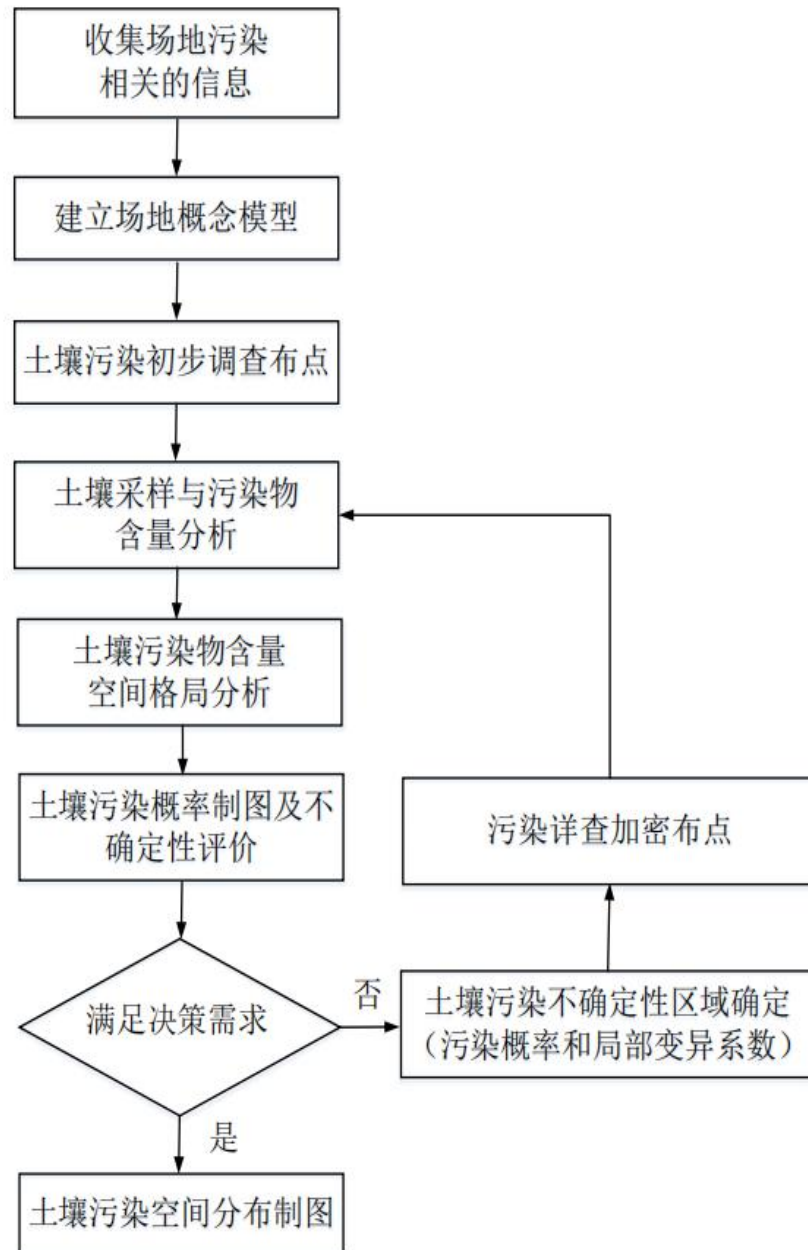 收集场地污染
相关的信息
建立场地概念模型
土壤污染初步调查布点
土壤采样与污染物
含量分析
土壤污染物含量
空间格局分析
土壤污染概率制图及不
确定性评价
污染详查加密布点
满足决策需求
否
土壤污染不确定性区域确定
（污染概率和局部变异系数）
是
土壤污染空间分布制图